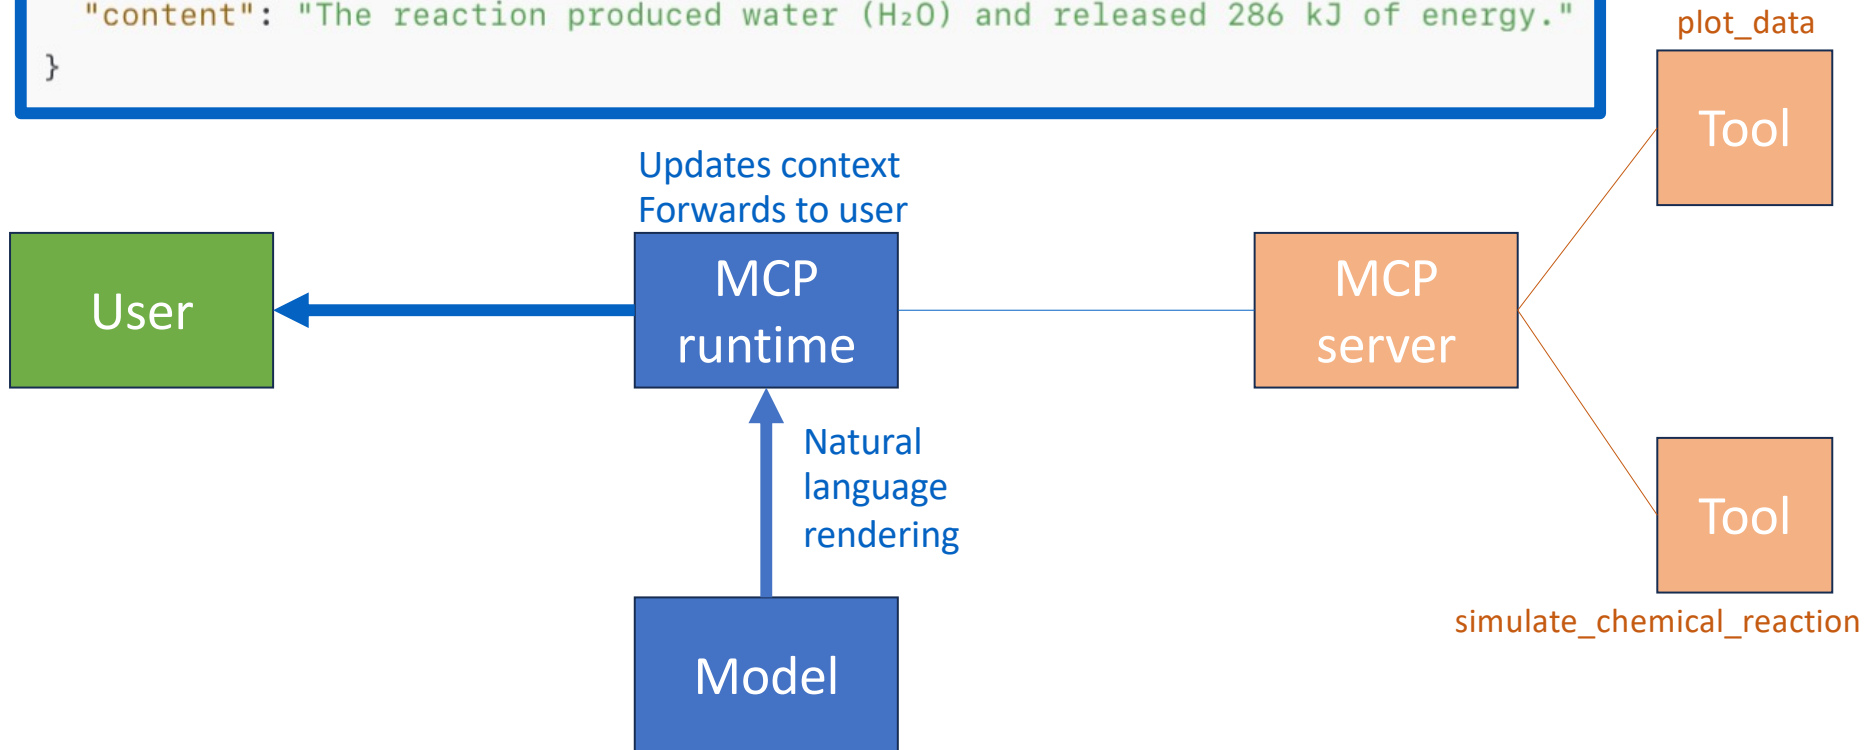 "content": "The reaction produced water (H₂O) and released 286 kJ of energy."
}
plot_data
Tool
Updates context
Forwards to user
User
MCP
runtime
MCP
server
Natural
language
rendering
Tool
simulate_chemical_reaction
Model